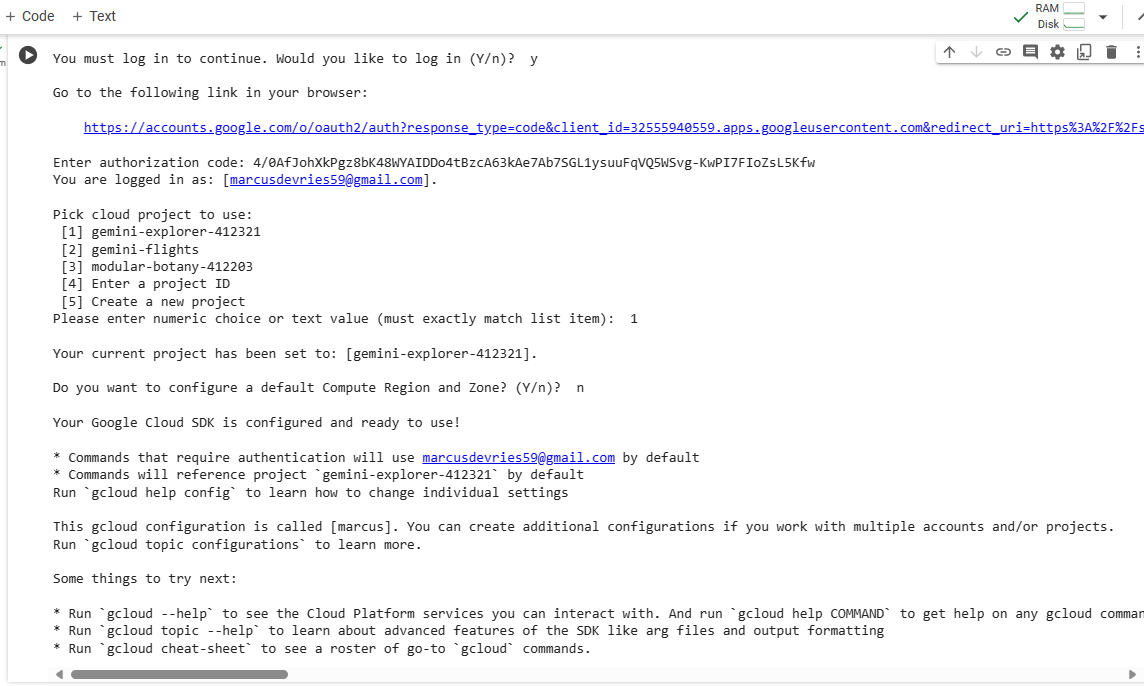 + Code + Text
RAM
Disk
You must log in to continue. Would you like to log in (Y/n)? y
Go to the following link in your browser:
https://accounts.google.com/o/oauth2/auth?response_type=code&client_id=32555940559.apps.googleusercontent.com&redirect_uri=https%3A%2F%2Fs
Enter authorization code: 4/0AfJohXkPgz8bK48WYAIDDo4tBzcA63kAe7Ab7SGL1ysuuFqVQ5WSvg-KwPI7FIoZsL5Kfw
You are logged in as: [marcusdevries59@gmail.com].
Pick cloud project to use:
[1] gemini-explorer-412321
[2] gemini-flights
[3] modular-botany-412203
[4] Enter a project ID
[5] Create a new project
Please enter numeric choice or text value (must exactly match list item): 1
Your current project has been set to: [gemini-explorer-412321].
Do you want to configure a default Compute Region and Zone? (Y/n)? n
Your Google Cloud SDK is configured and ready to use!
* Commands that require authentication will use marcusdevries59@gmail.com by default
* Commands will reference project `gemini-explorer-412321` by default
Run `gcloud help config` to learn how to change individual settings
This gcloud configuration is called [marcus]. You can create additional configurations if you work with multiple accounts and/or projects.
Run `gcloud topic configurations` to learn more.
Some things to try next:
* Run `gcloud --help` to see the Cloud Platform services you can interact with. And run `gcloud help COMMAND` to get help on any gcloud comman
* Run `gcloud topic --help` to learn about advanced features of the SDK like arg files and output formatting
* Run `gcloud cheat-sheet` to see a roster of go-to `gcloud` commands.